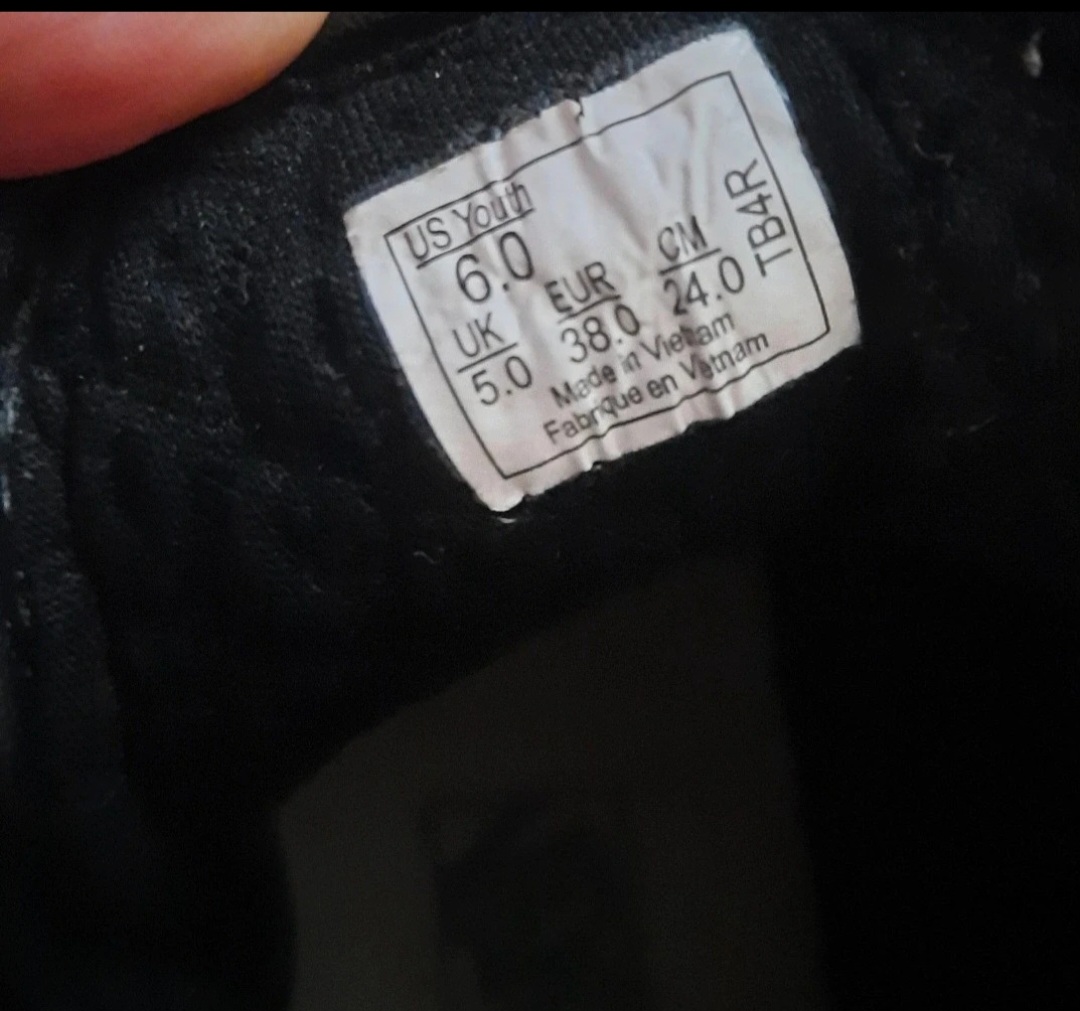 US Youth
6.0
UK
5.0
EUR
38.0
CM
24.0
TB4R
Made in Vietnam
Fabrique en Vietnam